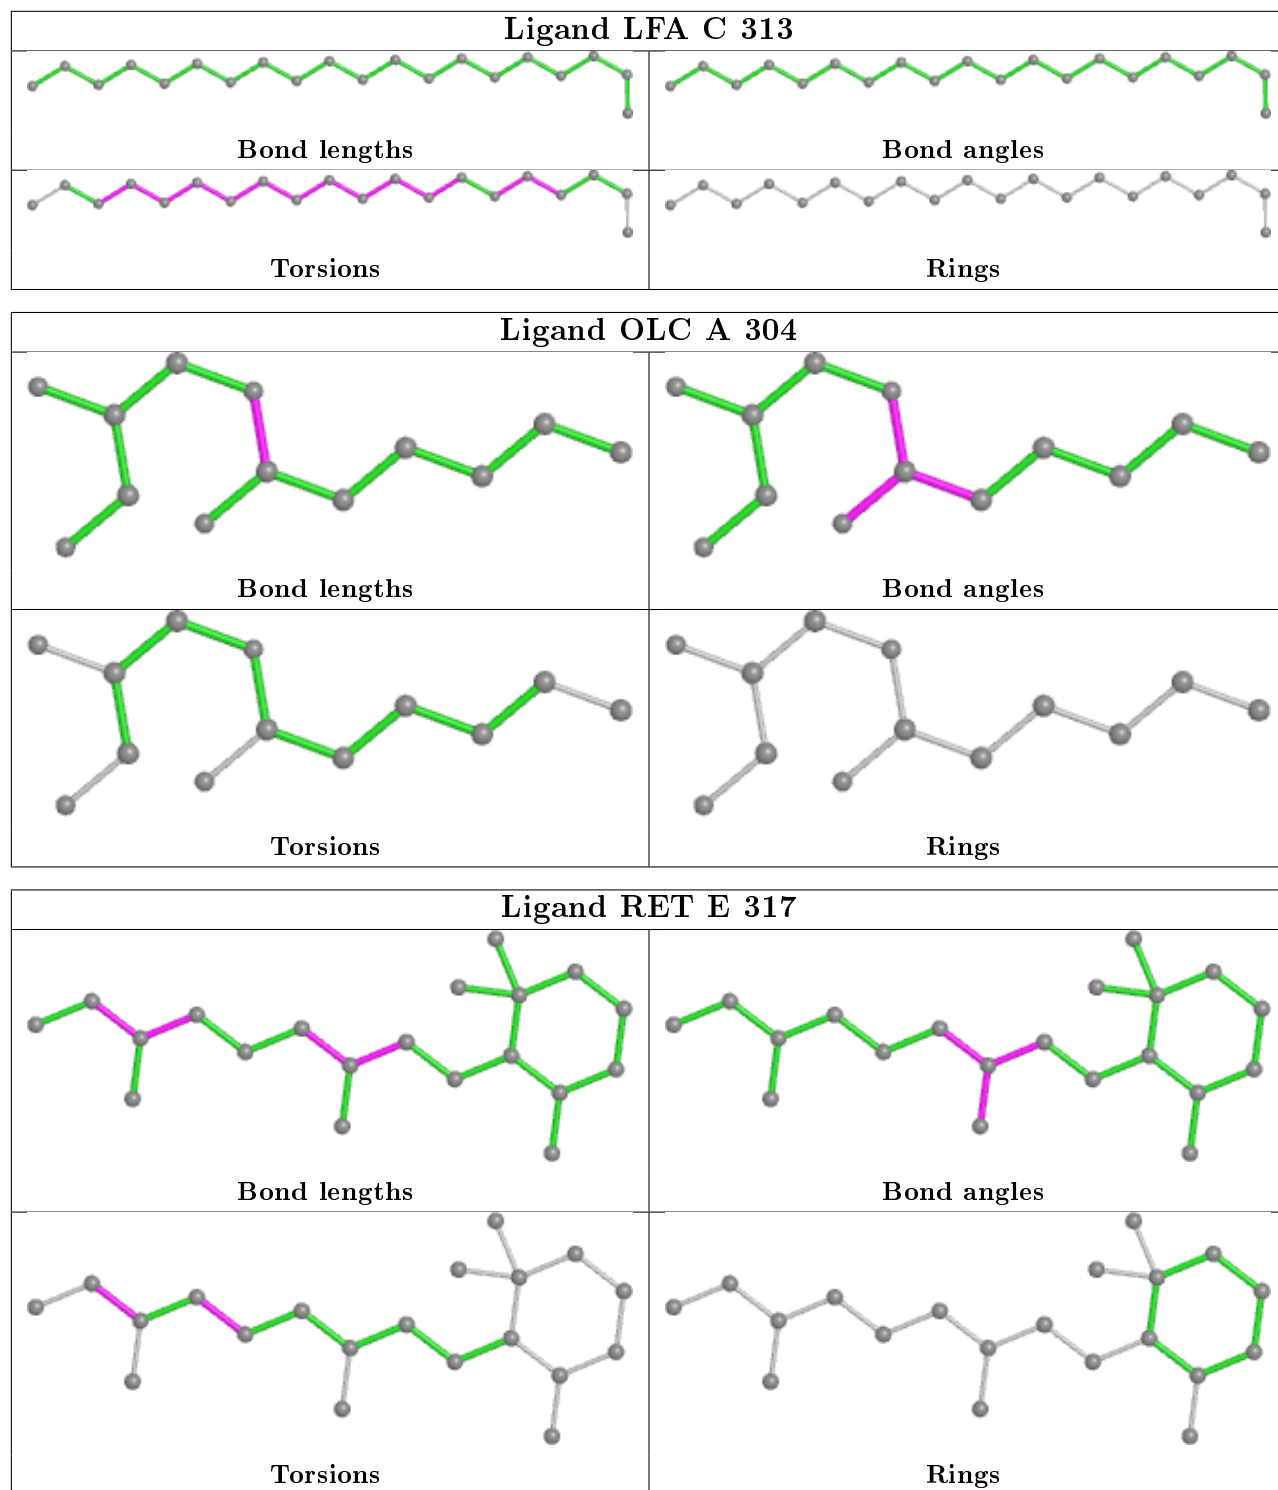 Ligand LFA C 313
Bond lengths
Bond angles
Torsions
Rings
Ligand OLC A 304
Bond lengths
Bond angles
Torsions
Rings
Ligand RET E 317
Bond lengths
Bond angles
Torsions
Rings